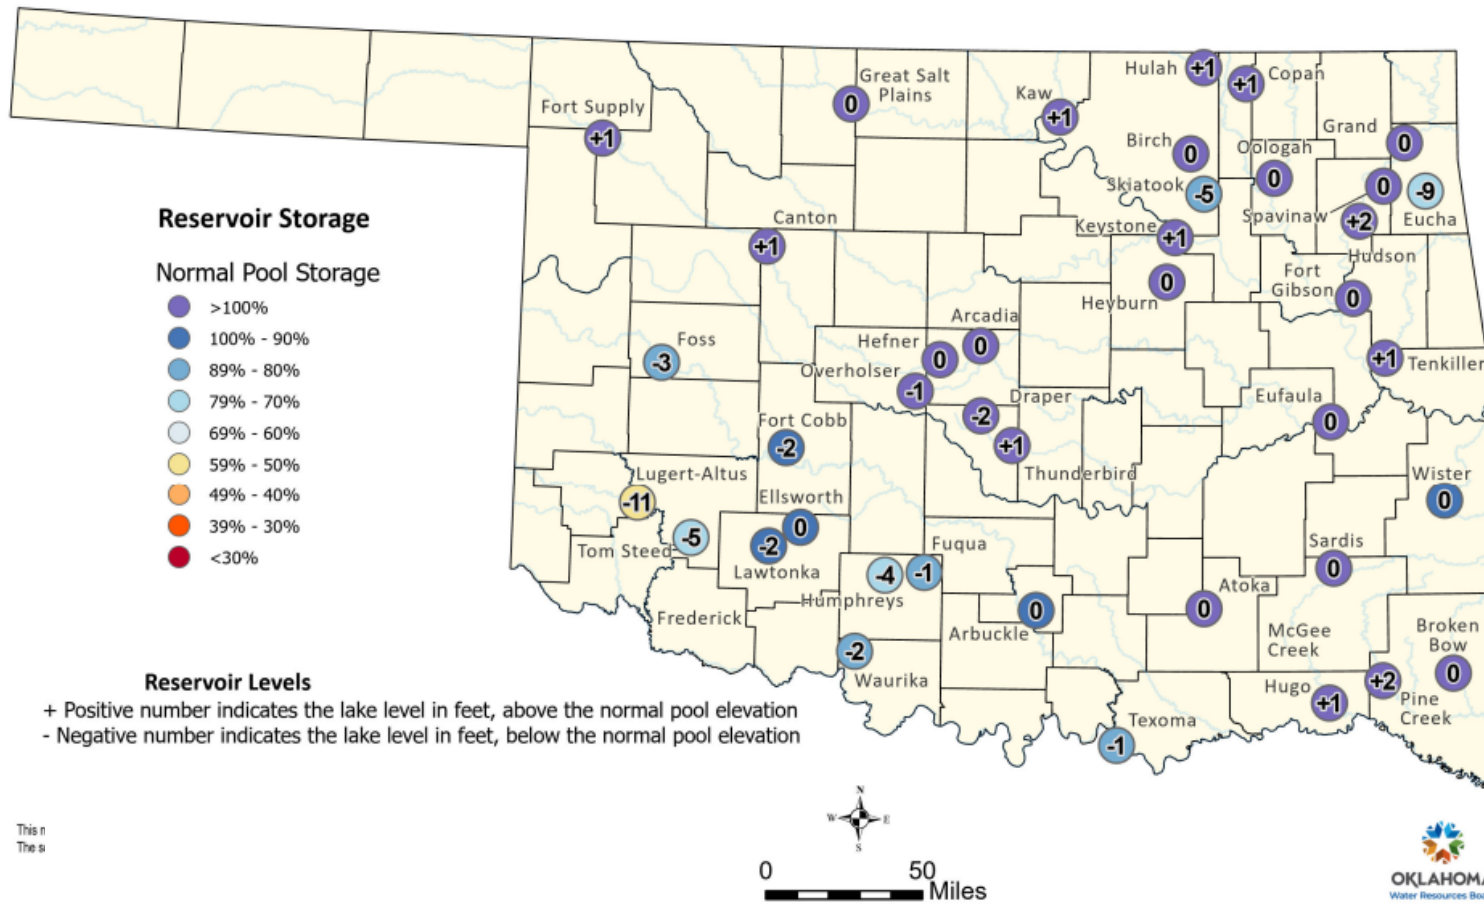 Hulah
+1
+1
Copan
Great Salt
Plains
0
Kaw
+1
Fort Supply
+1
Grand
0
Birch
0
Oologah
0
Skiatook
-5
Spavinaw
0
-9
Eucha
+2
Hudson
Canton
+1
Keystone
+1
Heyburn
0
Fort
Gibson
0
Reservoir Storage
Normal Pool Storage
>100%
100% - 90%
89% - 80%
79% - 70%
69% - 60%
59% - 50%
49% - 40%
39% - 30%
<30%
Arcadia
0
Hefner
0
Overholser
-1
Foss
-3
+1
Tenkiller
Draper
-2
+1
Thunderbird
Eufaula
0
Fort Cobb
-2
Lugert-Altus
-11
Wister
0
Ellsworth
0
-2
Lawtonka
Tom Steed
-5
Fuqua
-1
-4
Humphreys
Sardis
0
Atoka
0
Frederick
Arbuckle
0
McGee
Creek
Broken
Bow
0
-2
Waurika
Hugo
+1
+2
Pine
Creek
Texoma
-1
Reservoir Levels
+ Positive number indicates the lake level in feet, above the normal pool elevation
- Negative number indicates the lake level in feet, below the normal pool elevation
N
W E
S
0 50
Miles
This
The
OKLAHOMA
Water Resources